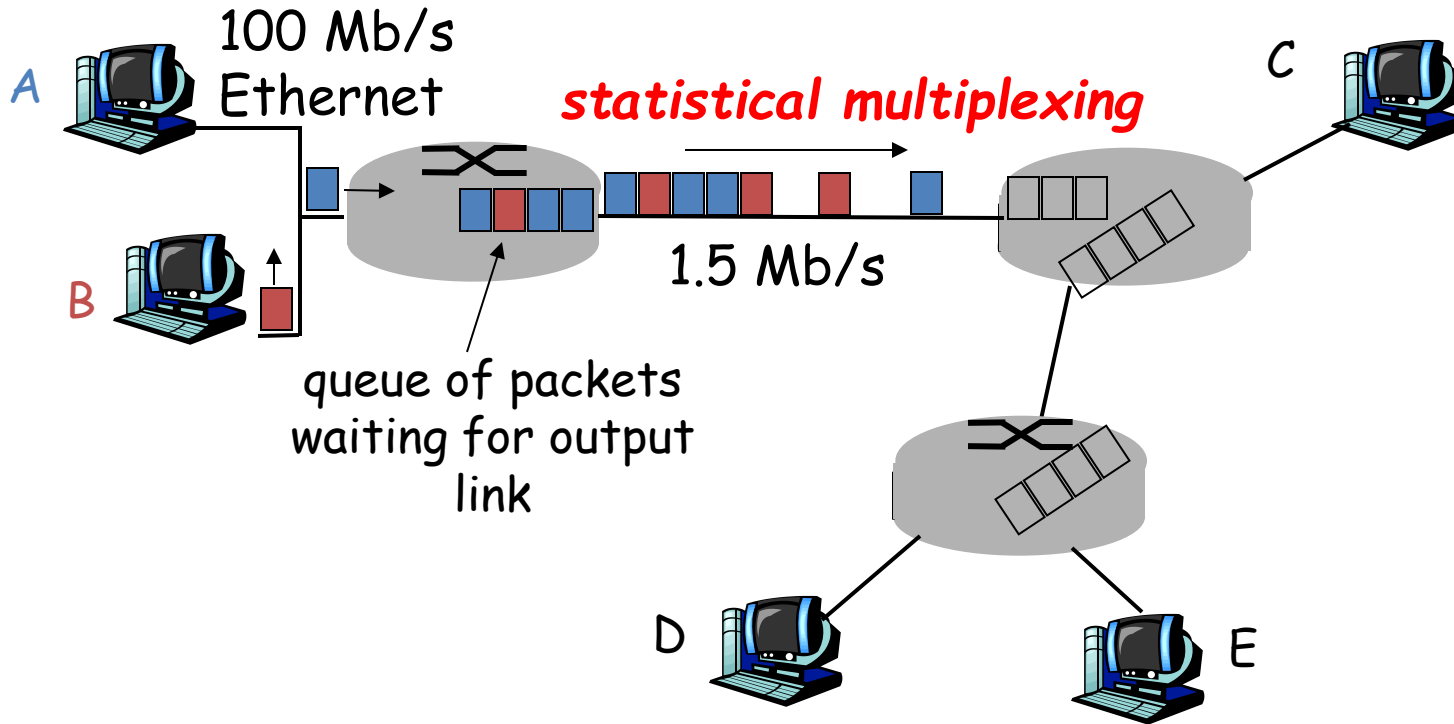 100 Mb/s
Ethernet
A
statistical multiplexing
C
B
1.5 Mb/s
queue of packets
waiting for output
link
D
E